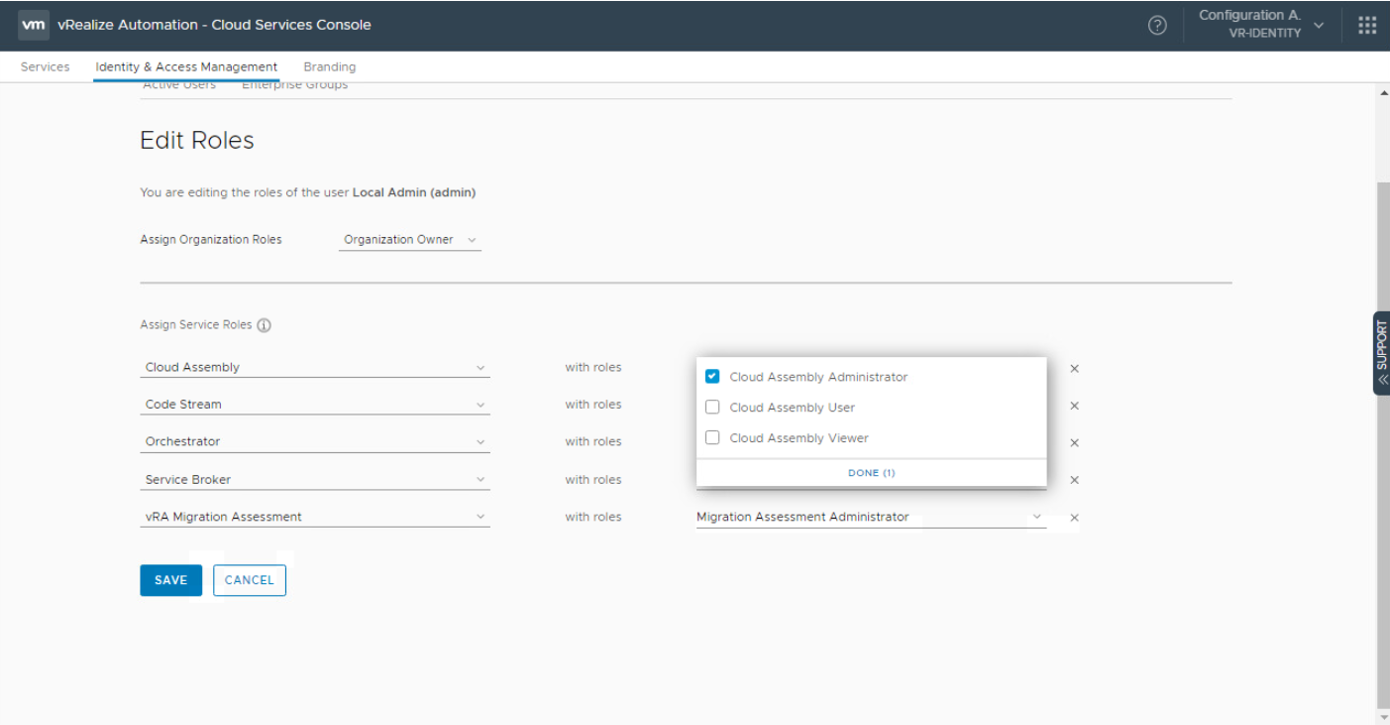 vm vRealize Automation - Cloud Services Console
Configuration A.
VR-IDENTITY
Services Identity & Access Management Branding
Active Users Enterprise Groups
Edit Roles
You are editing the roles of the user Local Admin (admin)
Assign Organization Roles Organization Owner
Assign Service Roles
Cloud Assembly with roles Cloud Assembly Administrator
Code Stream with roles Cloud Assembly User
Orchestrator with roles Cloud Assembly Viewer
Service Broker with roles DONE (1)
vRA Migration Assessment with roles Migration Assessment Administrator
SAVE CANCEL
SUPPORT